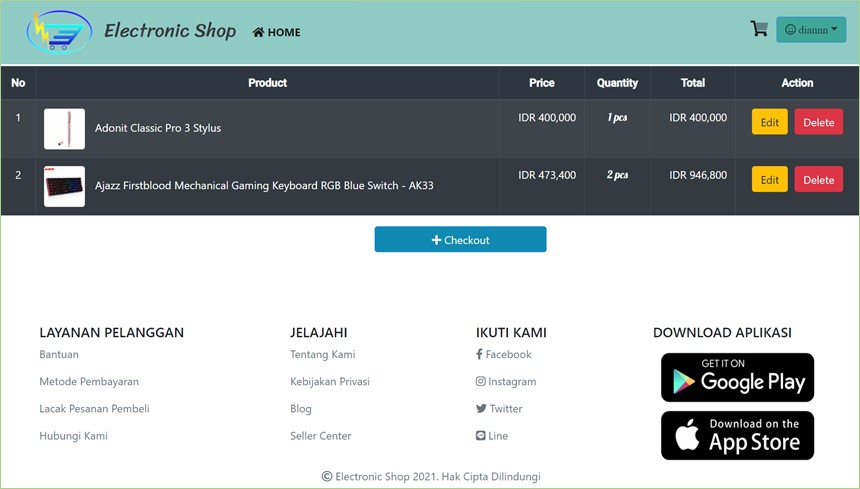 Electronic Shop HOME diannn
No Product Price Quantity Total Action
1 Adonit Classic Pro 3 Stylus IDR 400,000 1 pcs IDR 400,000 Edit Delete
2 Ajazz Firstblood Mechanical Gaming Keyboard RGB Blue Switch - AK33 IDR 473,400 2 pcs IDR 946,800 Edit Delete
Checkout
LAYANAN PELANGGAN
Bantuan
Metode Pembayaran
Lacak Pesanan Pembeli
Hubungi Kami
JELAJAHI
Tentang Kami
Kebijakan Privasi
Blog
Seller Center
IKUTI KAMI
Facebook
Instagram
Twitter
Line
DOWNLOAD APLIKASI
GET IT ON
Google Play
Download on the
App Store
© Electronic Shop 2021. Hak Cipta Dilindungi